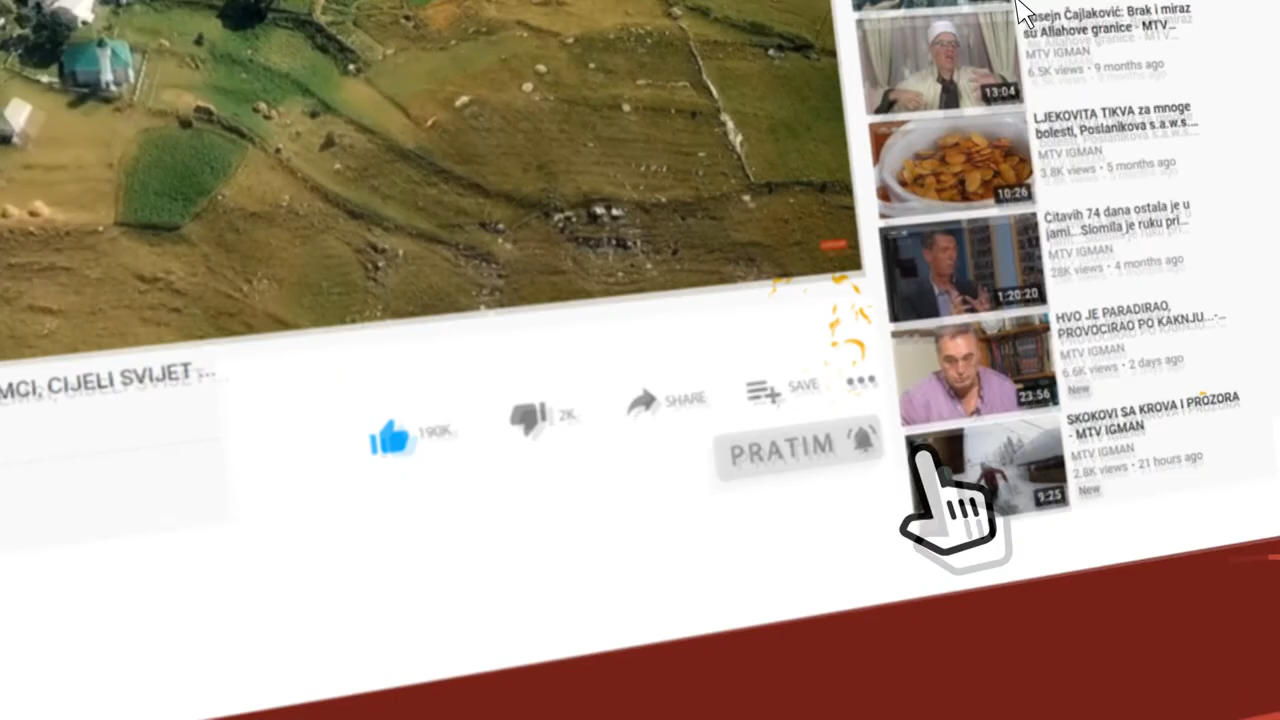 MCI, CIJELI SVIJET ...
190K
2K
SHARE
SAVE
PRATIM
sejn Čajlaković: Brak i miraz
su Allahove granice - MTV...
MTV IGMAN
6.5K views • 9 months ago
13:04
LJEKOVITA TIKVA za mnoge
bolesti, Poslanikova s.a.w.s....
MTV IGMAN
3.8K views • 5 months ago
10:26
Čitavih 74 dana ostala je u
jami...Slomila je ruku pri...
MTV IGMAN
28K views • 4 months ago
1:20:20
HVO JE PARADIRAO,
PROVOCIRAO PO KAKNJU...-...
MTV IGMAN
6.6K views • 2 days ago
New
23:56
SKOKOVI SA KROVA I PROZORA
- MTV IGMAN
MTV IGMAN
2.8K views • 21 hours ago
New
9:25